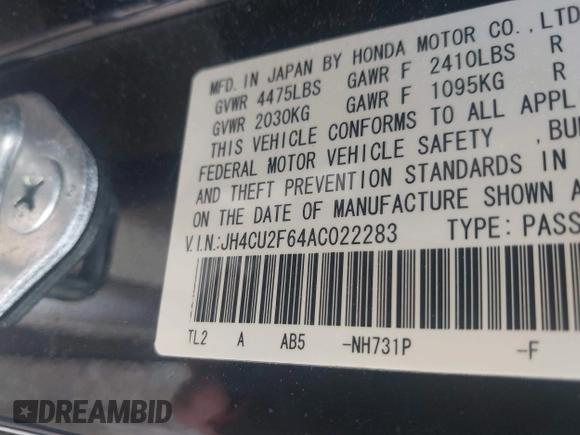 MFD. IN JAPAN BY HONDA MOTOR CO., LTD
GVWR 4475LBS GAWR F 2410LBS R
GVWR 2030KG GAWR F 1095KG R
THIS VEHICLE CONFORMS TO ALL APPL
FEDERAL MOTOR VEHICLE SAFETY ,BU
AND THEFT PREVENTION STANDARDS IN
ON THE DATE OF MANUFACTURE SHOWN
V.I.N.:JH4CU2F64AC022283 TYPE: PASS
TL2 A AB5 -NH731P -F
DREAMBID